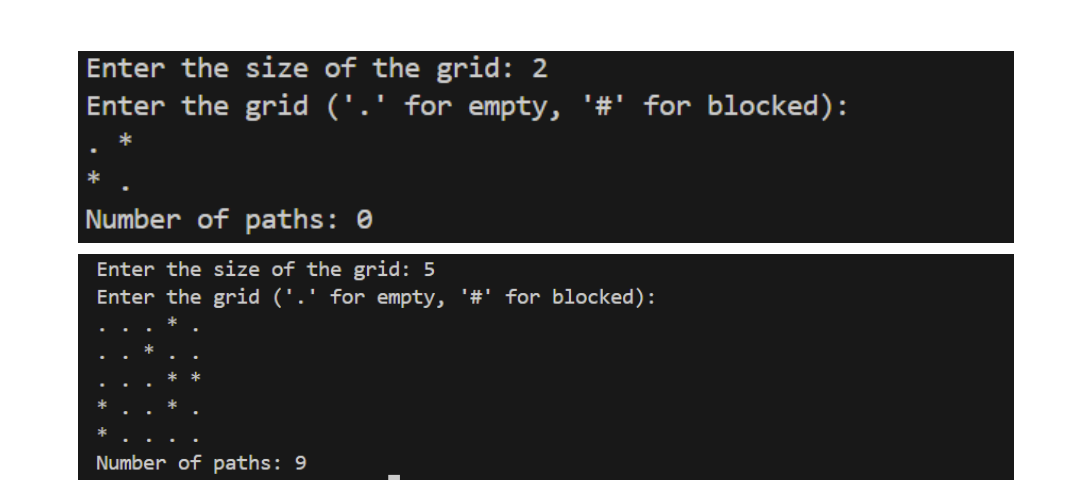 Enter the size of the grid: 2
Enter the grid ('.' for empty, '#' for blocked):
. *
* .
Number of paths: 0
Enter the size of the grid: 5
Enter the grid ('.' for empty, '#' for blocked):
. . . * .
. . * . .
. . . * *
* . . * .
* . . . .
Number of paths: 9